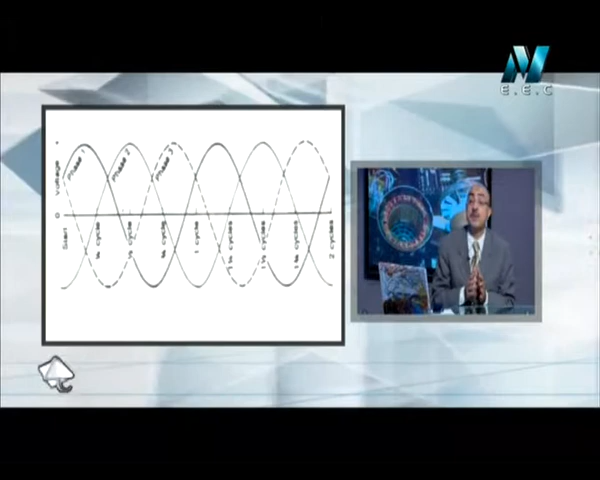 E.E.C
Voltage
+
0
Phase 1
Phase 2
Phase 3
Start
¼ cycle
½ cycle
¾ cycle
1 cycle
1¼ cycles
1½ cycles
1¾ cycles
2 cycles